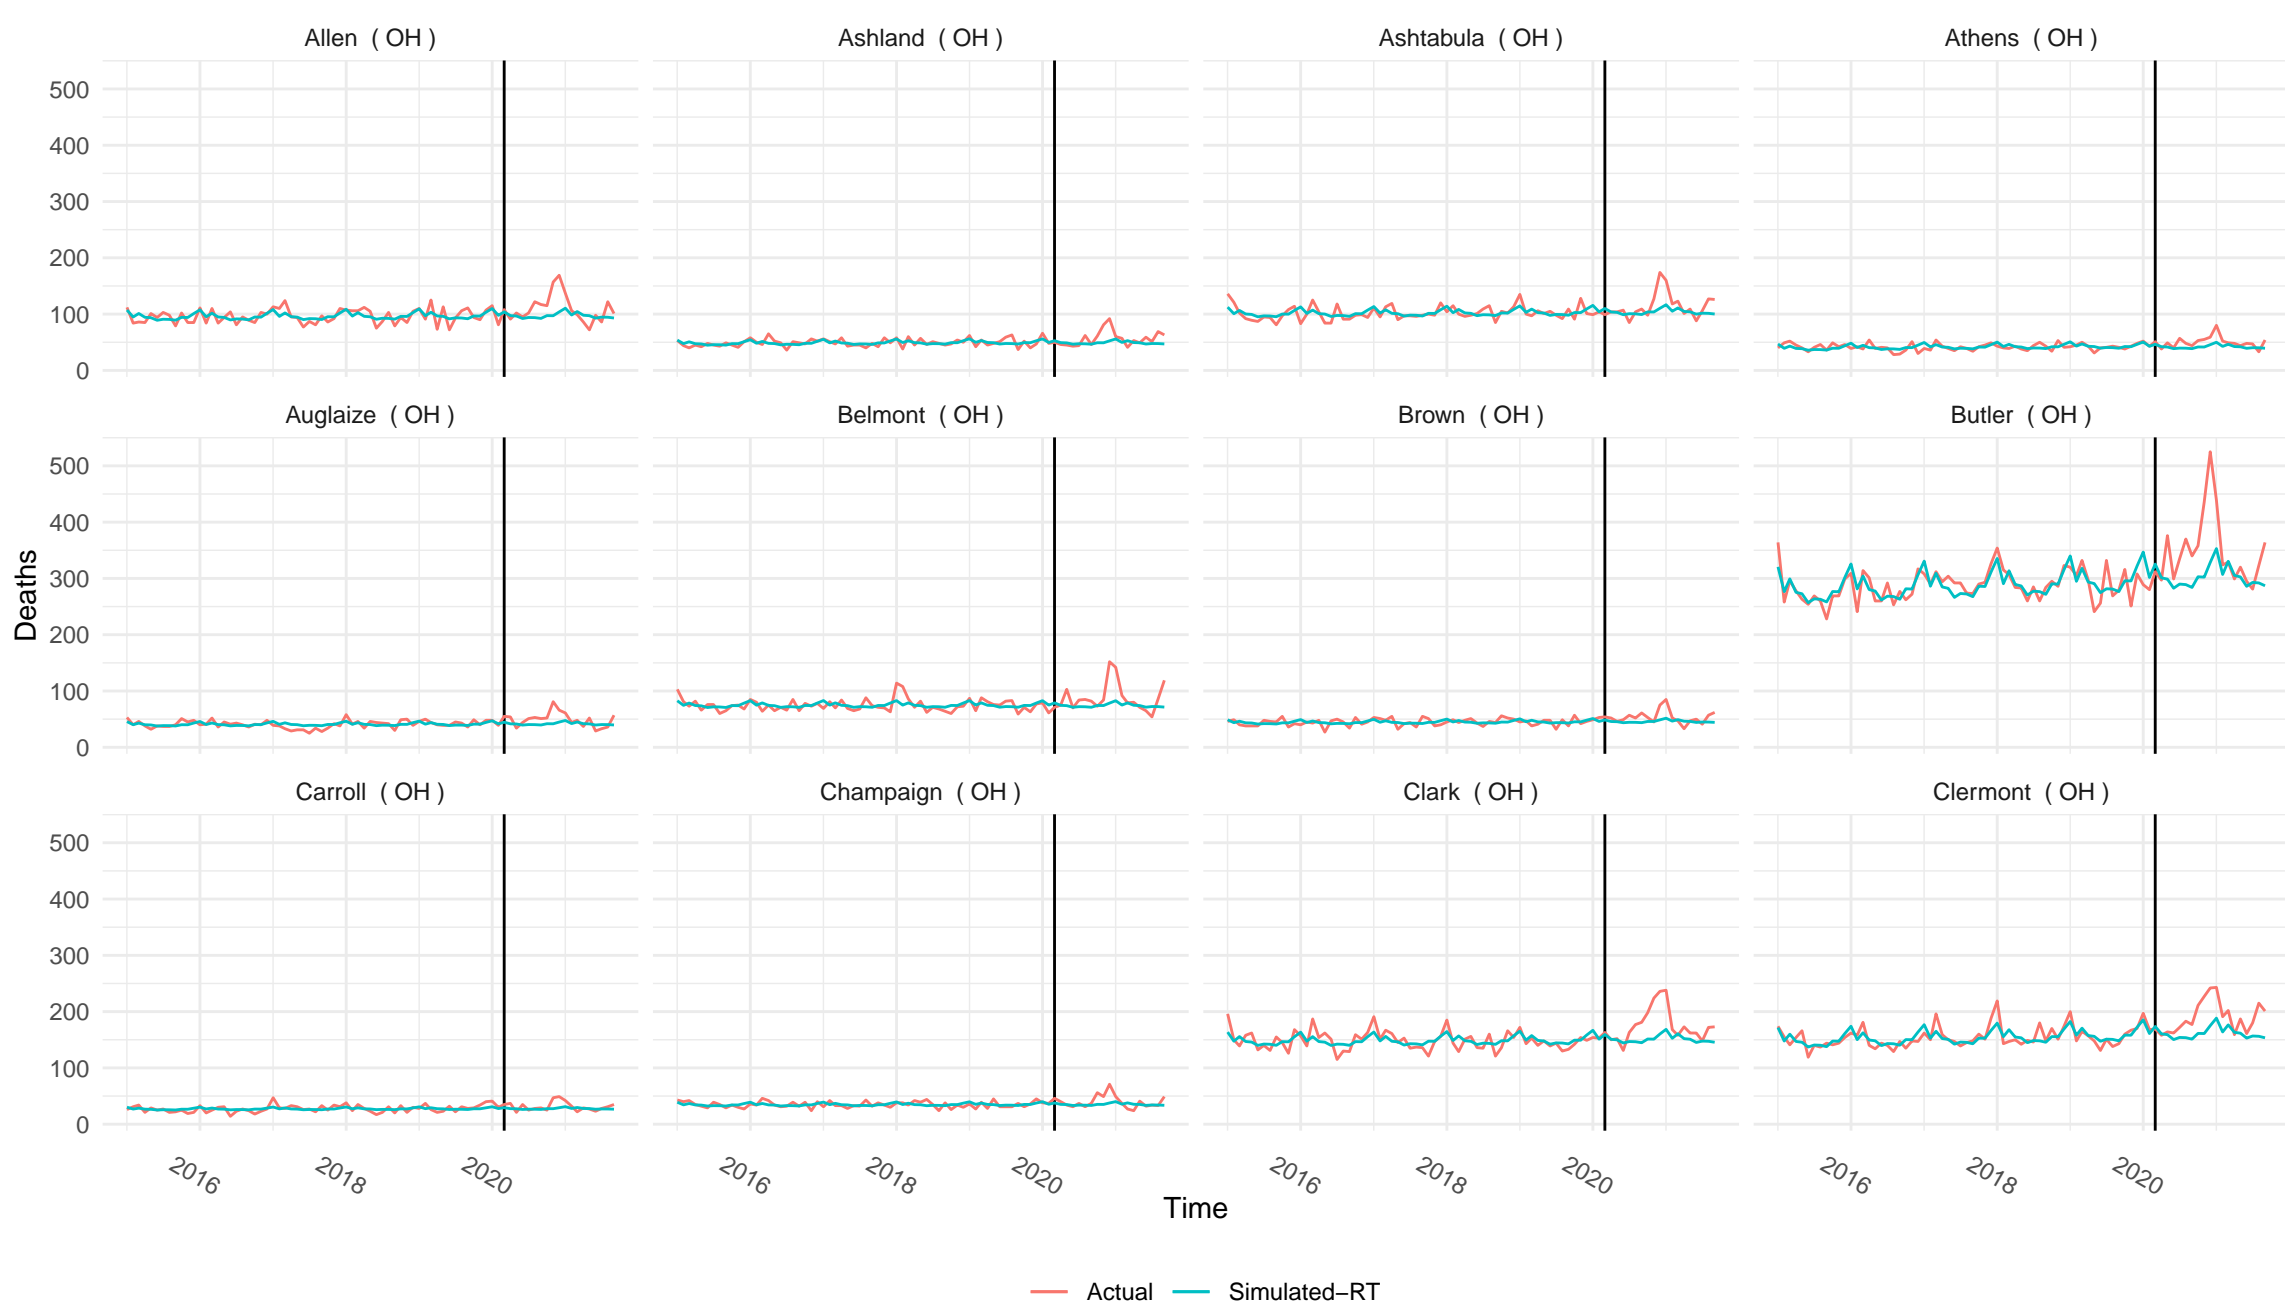 Allen ( OH )
Ashland ( OH )
Ashtabula ( OH )
Athens ( OH )
500
400
300
200
100
0
Auglaize ( OH )
Belmont ( OH )
Brown ( OH )
Butler ( OH )
500
400
300
200
100
0
Deaths
Carroll ( OH )
Champaign ( OH )
Clark ( OH )
Clermont ( OH )
500
400
300
200
100
0
2016 2018 2020
2016 2018 2020
2016 2018 2020
2016 2018 2020
Time
Actual
Simulated−RT